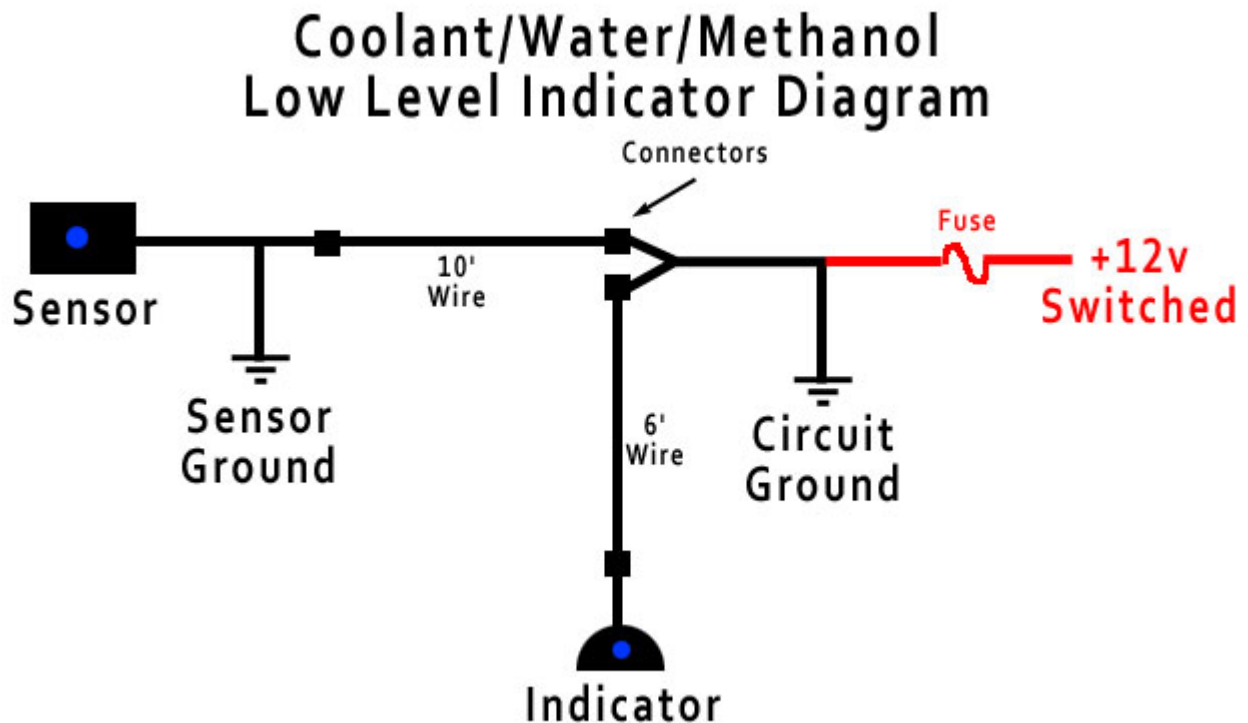 Coolant/Water/Methanol
Low Level Indicator Diagram
Connectors
Fuse
+12v
Switched
10'
Wire
Sensor
Sensor
Ground
6'
Wire
Circuit
Ground
Indicator